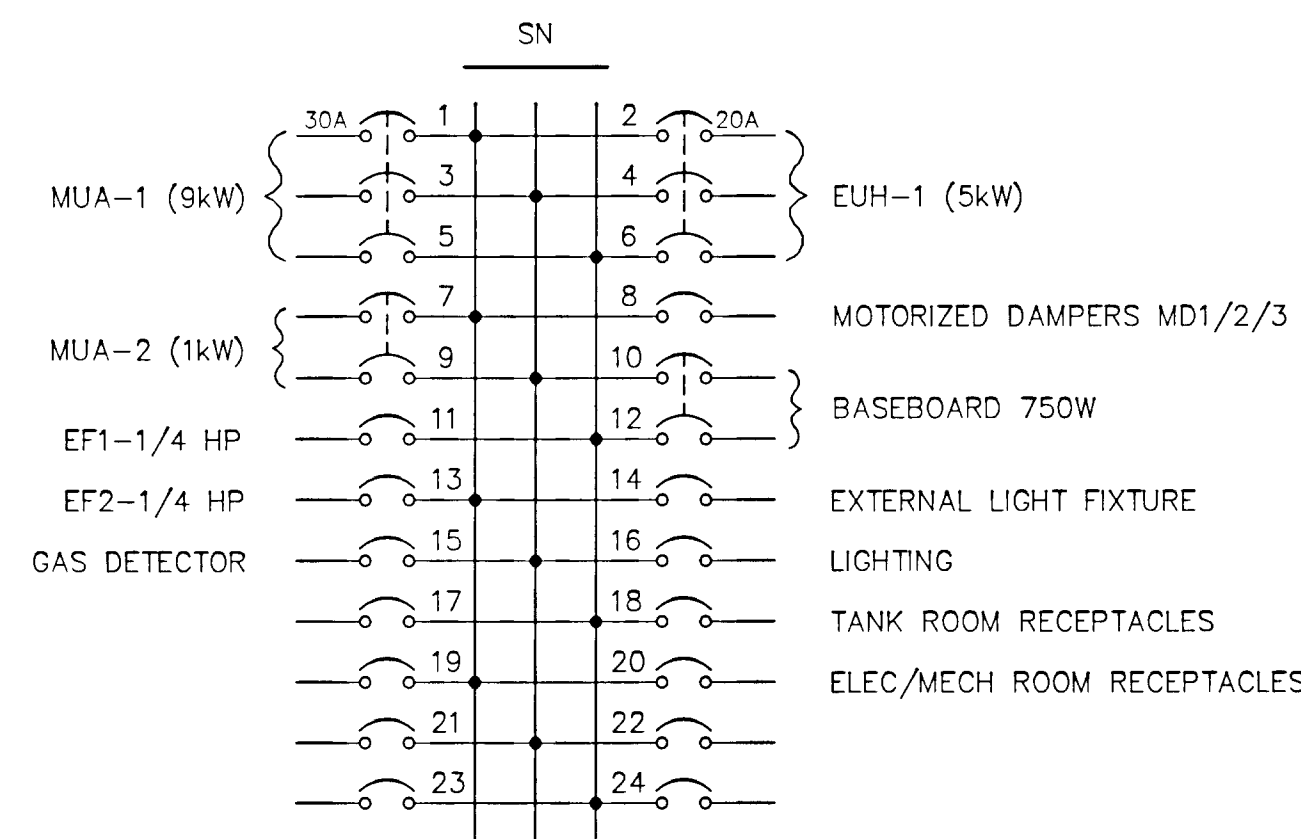 SN
30A 1 2 20A
MUA-1 (9kW) 3 4 EUH-1 (5kW)
5 6
7 8 MOTORIZED DAMPERS MD1/2/3
MUA-2 (1kW)
9 10
BASEBOARD 750W
EF1-1/4 HP 11 12
EF2-1/4 HP 13 14 EXTERNAL LIGHT FIXTURE
GAS DETECTOR 15 16 LIGHTING
17 18 TANK ROOM RECEPTACLES
19 20 ELEC/MECH ROOM RECEPTACLES
21 22
23 24